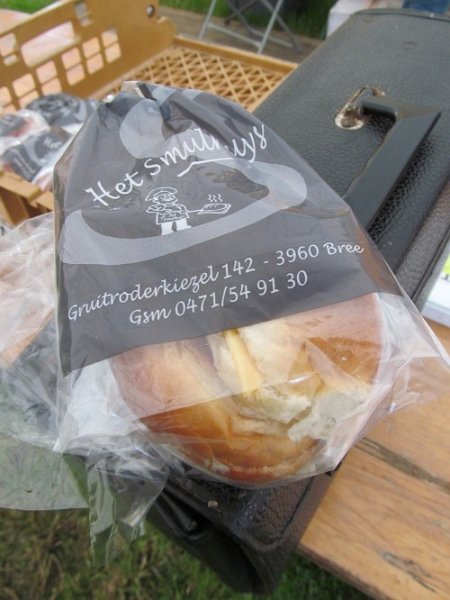 Het smulhuys
Gruitroderkiezel 142 - 3960 Bree
Gsm 0471/54 91 30